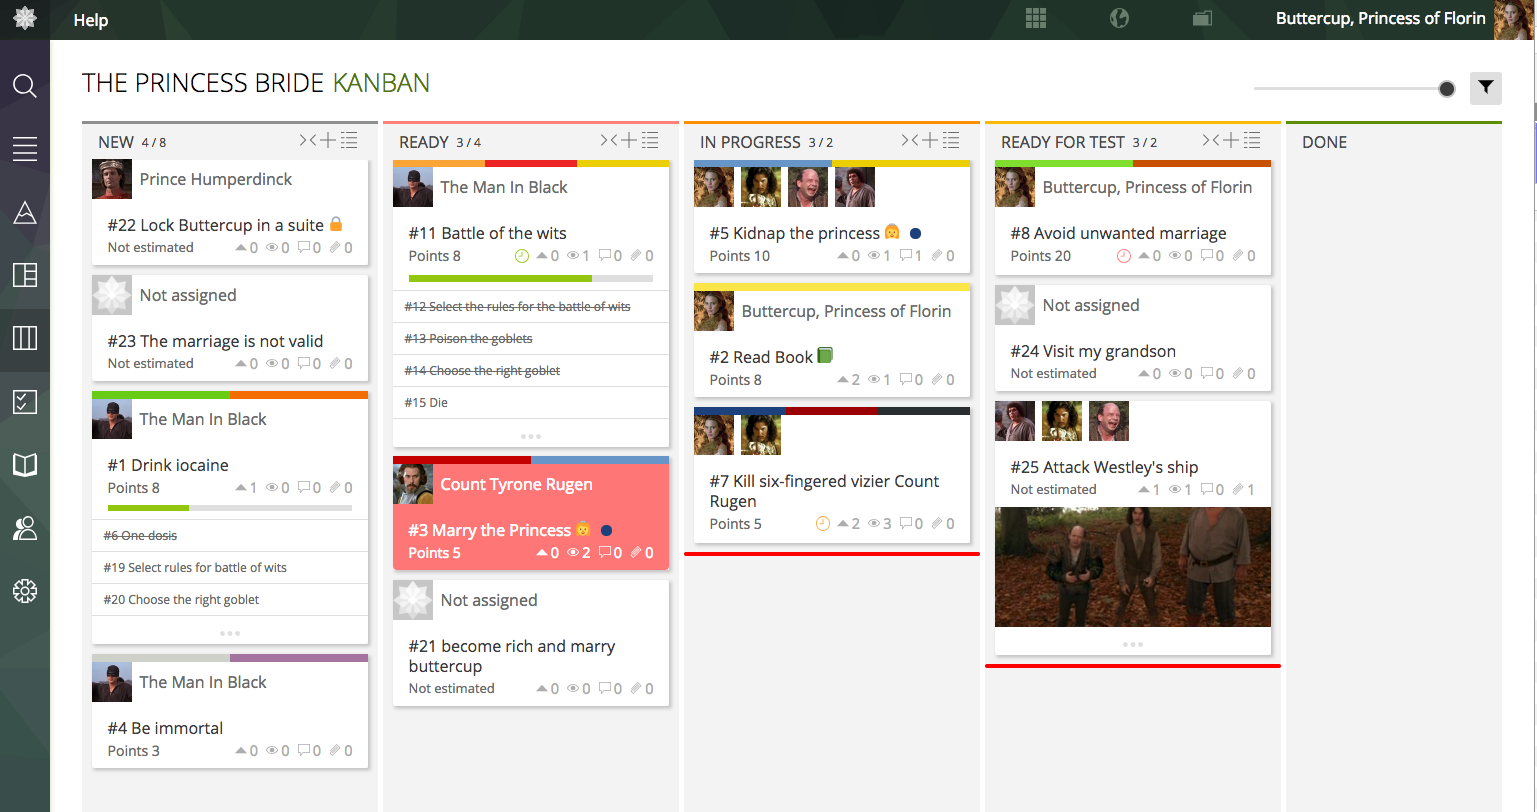 Help
Buttercup, Princess of Florin
THE PRINCESS BRIDE KANBAN
NEW 4 / 8
Prince Humperdinck
#22 Lock Buttercup in a suite 🔒
Not estimated 0 0 0 0
Not assigned
#23 The marriage is not valid
Not estimated 0 0 0 0
The Man In Black
#1 Drink iocaine
Points 8 1 0 0 0
#6 One dosis
#19 Select rules for battle of wits
#20 Choose the right goblet
The Man In Black
#4 Be immortal
Points 3 0 0 0 0
READY 3 / 4
The Man In Black
#11 Battle of the wits
Points 8 0 1 0 0
#12 Select the rules for the battle of wits
#13 Poison the goblets
#14 Choose the right goblet
#15 Die
Count Tyrone Rugen
#3 Marry the Princess 👸
Points 5 0 2 0 0
Not assigned
#21 become rich and marry
buttercup
Not estimated 0 0 0 0
IN PROGRESS 3 / 2
#5 Kidnap the princess 👸
Points 10 0 1 1 0
Buttercup, Princess of Florin
#2 Read Book 📗
Points 8 2 1 0 0
#7 Kill six-fingered vizier Count
Rugen
Points 5 2 3 0 0
READY FOR TEST 3 / 2
Buttercup, Princess of Florin
#8 Avoid unwanted marriage
Points 20 0 0 0 0
Not assigned
#24 Visit my grandson
Not estimated 0 0 0 0
#25 Attack Westley's ship
Not estimated 1 1 0 1
DONE